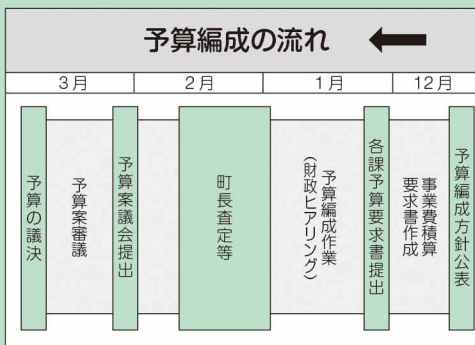 予算編成の流れ
12月
1月
2月
3月
予算編成方針公表
事業費積算
要求書作成
各課予算要求書提出
予算編成作業
(財政ヒアリング)
町長査定等
予算案議会提出
予算案審議
予算の議決